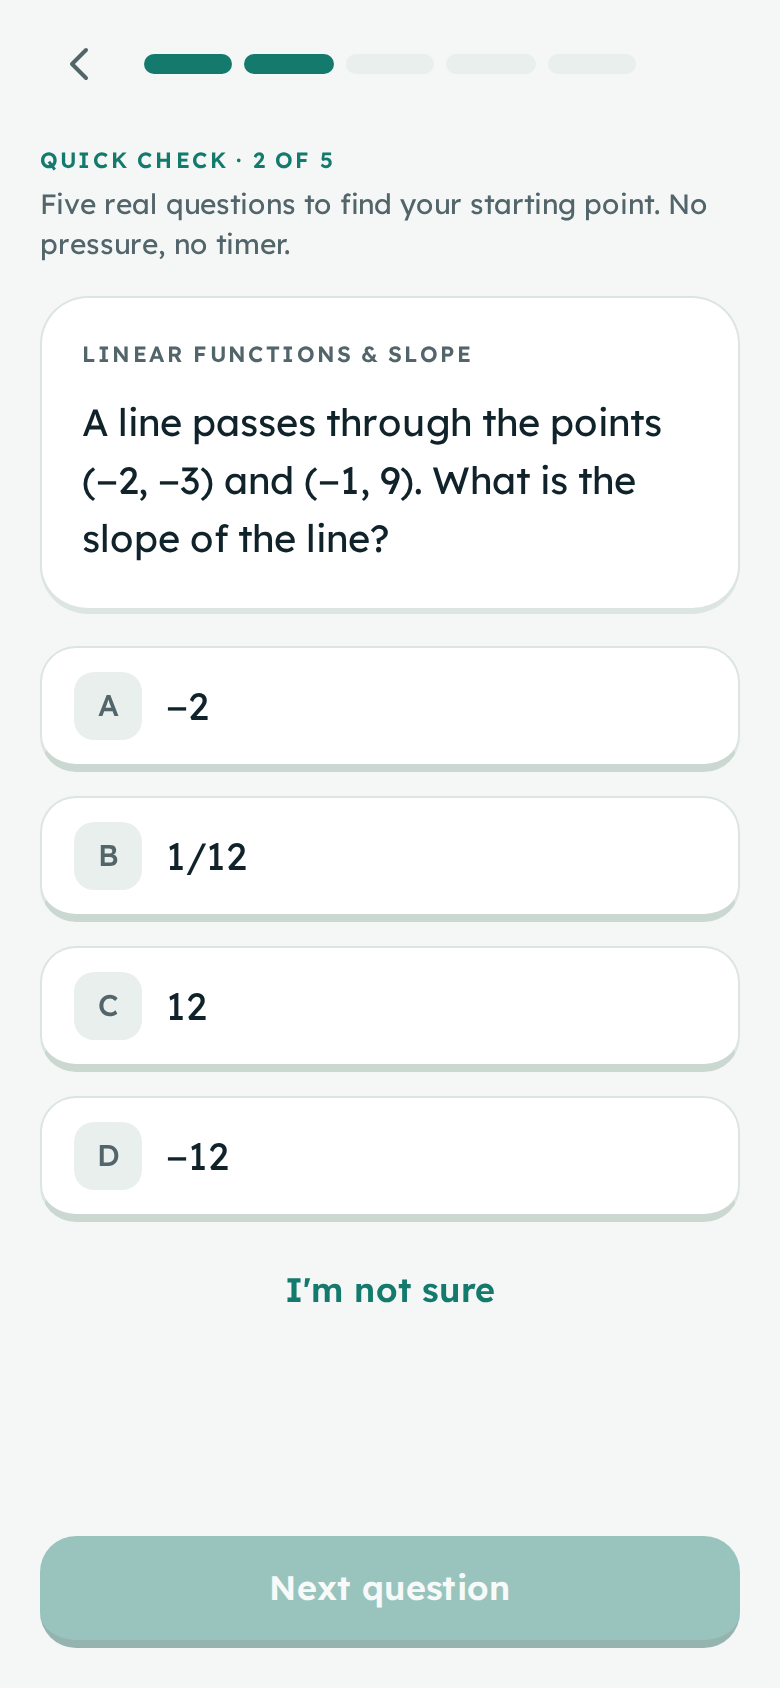 QUICK CHECK · 2 OF 5
Five real questions to find your starting point. No
pressure, no timer.
LINEAR FUNCTIONS & SLOPE
A line passes through the points
(−2, −3) and (−1, 9). What is the
slope of the line?
A −2
B 1/12
C 12
D −12
I'm not sure
Next question